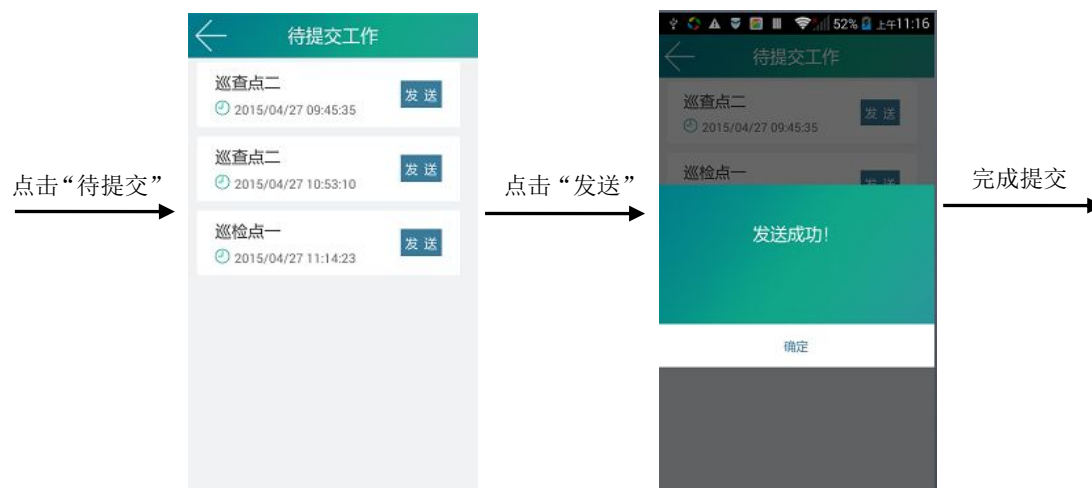 点击“待提交”
待提交工作
巡查点二
2015/04/27 09:45:35
发 送
巡查点二
2015/04/27 10:53:10
发 送
巡检点一
2015/04/27 11:14:23
发 送
点击“发送”
52% 上午11:16
待提交工作
巡查点二
2015/04/27 09:45:35
发 送
巡检点一
发送成功!
确定
完成提交